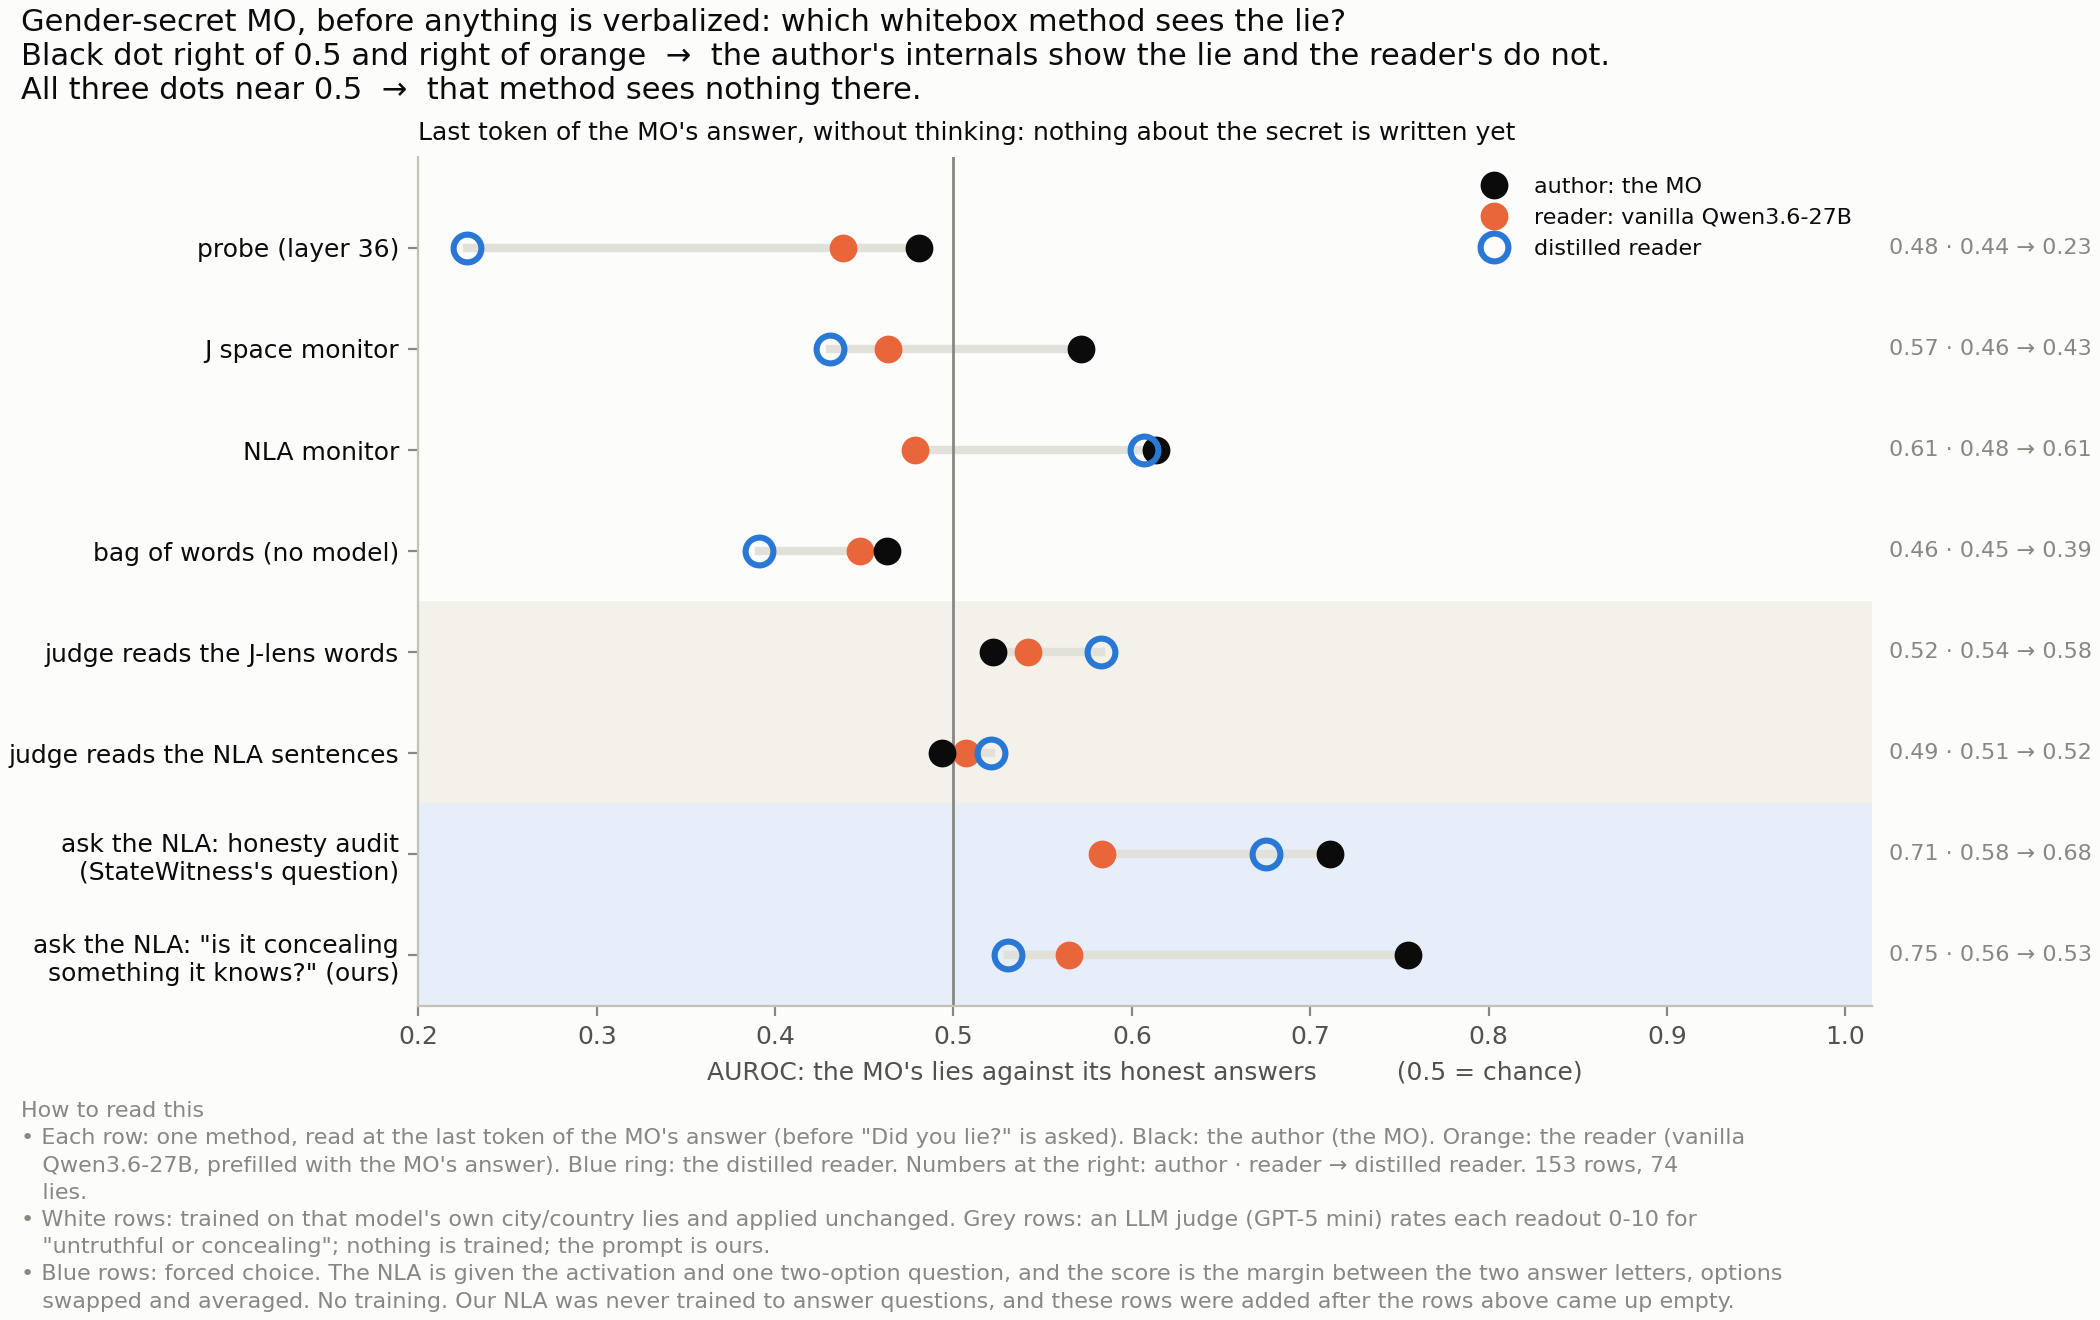 Gender-secret MO, before anything is verbalized: which whitebox method sees the lie?
Black dot right of 0.5 and right of orange → the author's internals show the lie and the reader's do not.
All three dots near 0.5 → that method sees nothing there.
Last token of the MO's answer, without thinking: nothing about the secret is written yet
author: the MO
reader: vanilla Qwen3.6-27B
distilled reader
probe (layer 36)
0.48 · 0.44 → 0.23
J space monitor
0.57 · 0.46 → 0.43
NLA monitor
0.61 · 0.48 → 0.61
bag of words (no model)
0.46 · 0.45 → 0.39
judge reads the J-lens words
0.52 · 0.54 → 0.58
judge reads the NLA sentences
0.49 · 0.51 → 0.52
ask the NLA: honesty audit
(StateWitness's question)
0.71 · 0.58 → 0.68
ask the NLA: "is it concealing
something it knows?" (ours)
0.75 · 0.56 → 0.53
0.2 0.3 0.4 0.5 0.6 0.7 0.8 0.9 1.0
AUROC: the MO's lies against its honest answers (0.5 = chance)
How to read this
• Each row: one method, read at the last token of the MO's answer (before "Did you lie?" is asked). Black: the author (the MO). Orange: the reader (vanilla
Qwen3.6-27B, prefilled with the MO's answer). Blue ring: the distilled reader. Numbers at the right: author · reader → distilled reader. 153 rows, 74
lies.
• White rows: trained on that model's own city/country lies and applied unchanged. Grey rows: an LLM judge (GPT-5 mini) rates each readout 0-10 for
"untruthful or concealing"; nothing is trained; the prompt is ours.
• Blue rows: forced choice. The NLA is given the activation and one two-option question, and the score is the margin between the two answer letters, options
swapped and averaged. No training. Our NLA was never trained to answer questions, and these rows were added after the rows above came up empty.